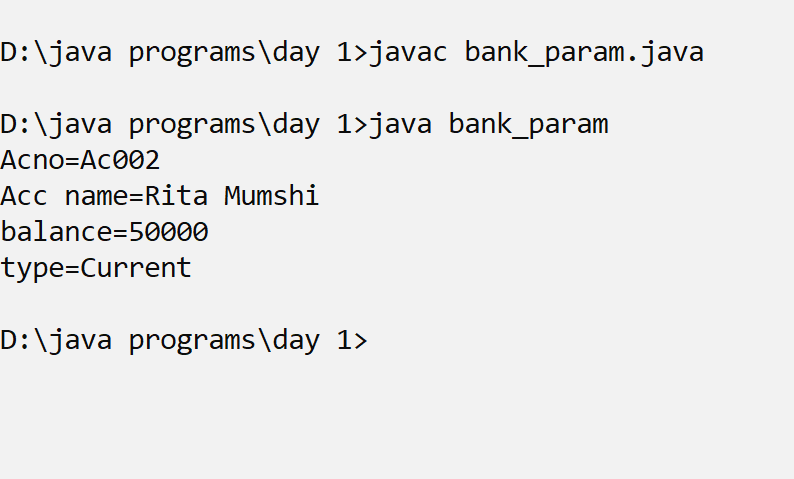 D:\java programs\day 1>javac bank_param.java
D:\java programs\day 1>java bank_param
Acno=Ac002
Acc name=Rita Mumshi
balance=50000
type=Current
D:\java programs\day 1>